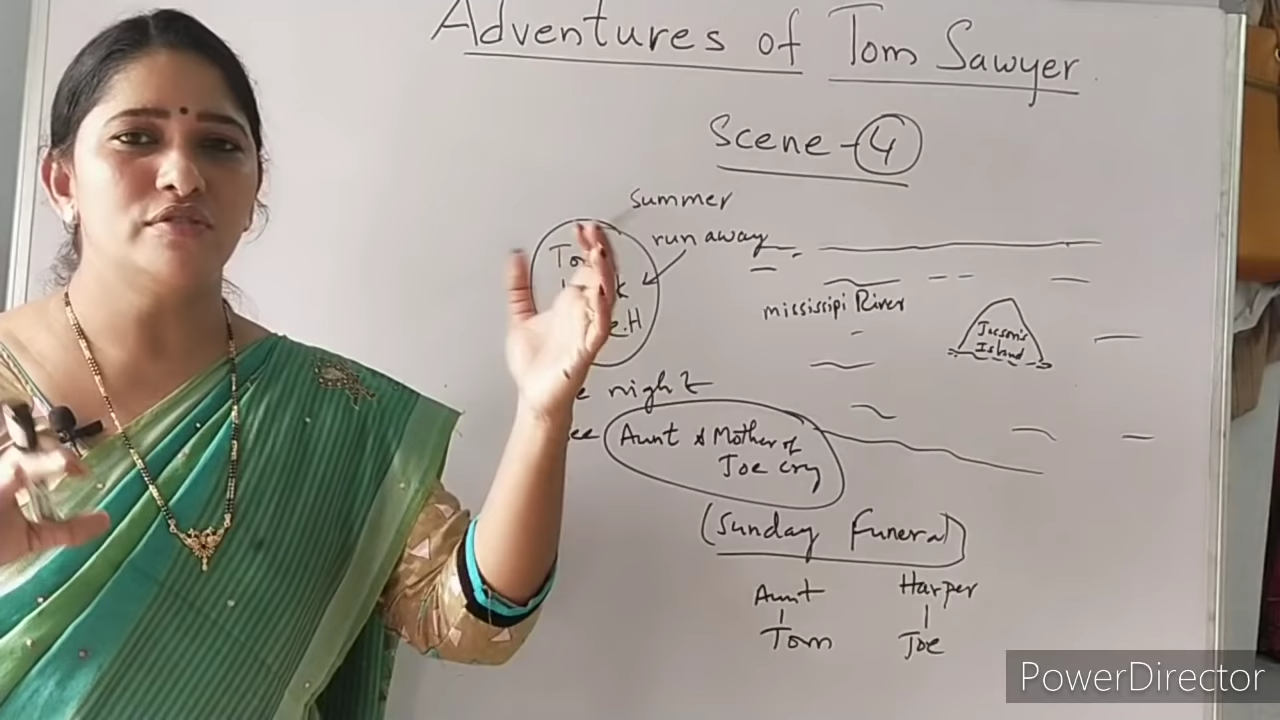 Adventures of Tom Sawyer
Scene-4
summer
run away
mississipi River
Jacson's
Island
night
Aunt & Mother of
Joe cry
(Sunday Funeral)
Aunt Harper
Tom Joe
PowerDirector